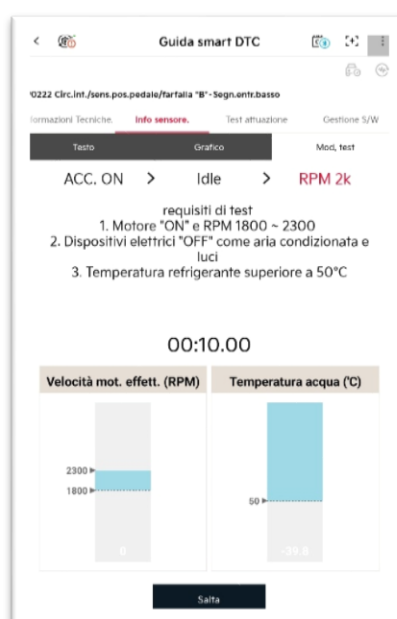 Guida smart DTC
'0222 Circ.int./sens.pos.pedale/farfalla "B"-Segn.entr.basso
formazioni Tecniche. Info sensore. Test attuazione Gestione S/W
Testo Grafico Mod, test
ACC. ON > Idle > RPM 2k
requisiti di test
1. Motore "ON" e RPM 1800 ~ 2300
2. Dispositivi elettrici "OFF" come aria condizionata e
luci
3. Temperatura refrigerante superiore a 50°C
00:10.00
Velocità mot. effett. (RPM) Temperatura acqua (℃)
2300
1800
50
0 -39.8
Salta